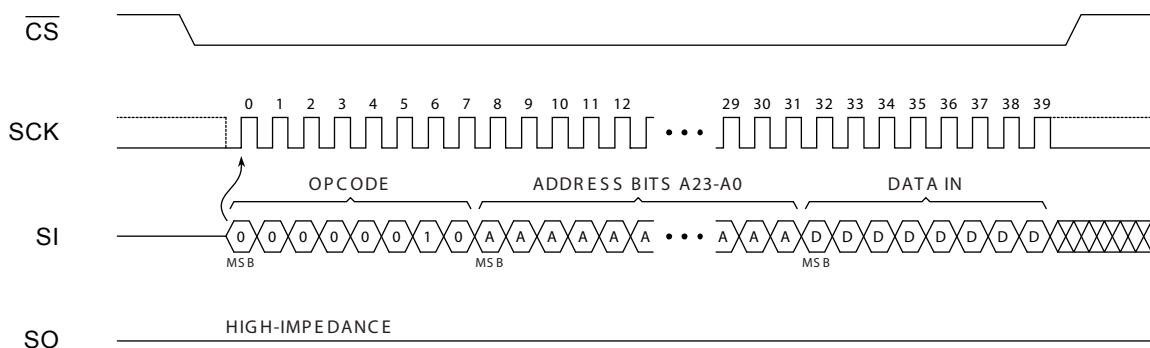 CS
0 1 2 3 4 5 6 7 8 9 10 11 12 29 30 31 32 33 34 35 36 37 38 39
SCK
OPCODE ADDRESS BITS A23-A0 DATA IN
SI 0 0 0 0 0 0 1 0 A A A A A A A A A D D D D D D D D
MSB MSB MSB
HIGH-IMPEDANCE
SO